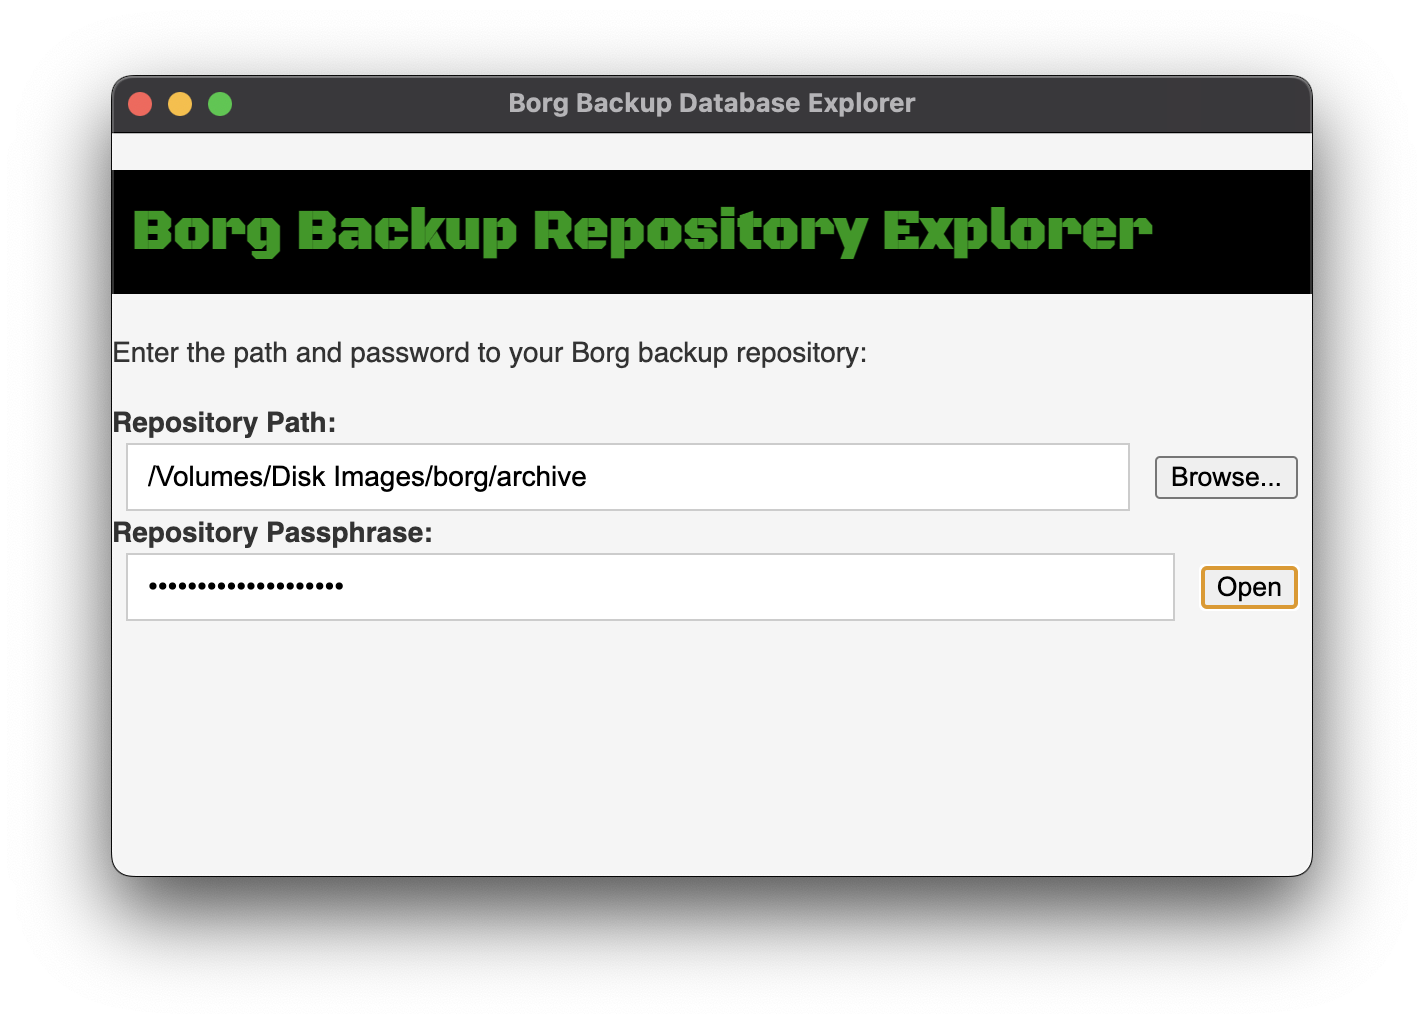 Borg Backup Database Explorer
Borg Backup Repository Explorer
Enter the path and password to your Borg backup repository:
Repository Path:
/Volumes/Disk Images/borg/archive
Browse...
Repository Passphrase:
••••••••••••••••••••
Open